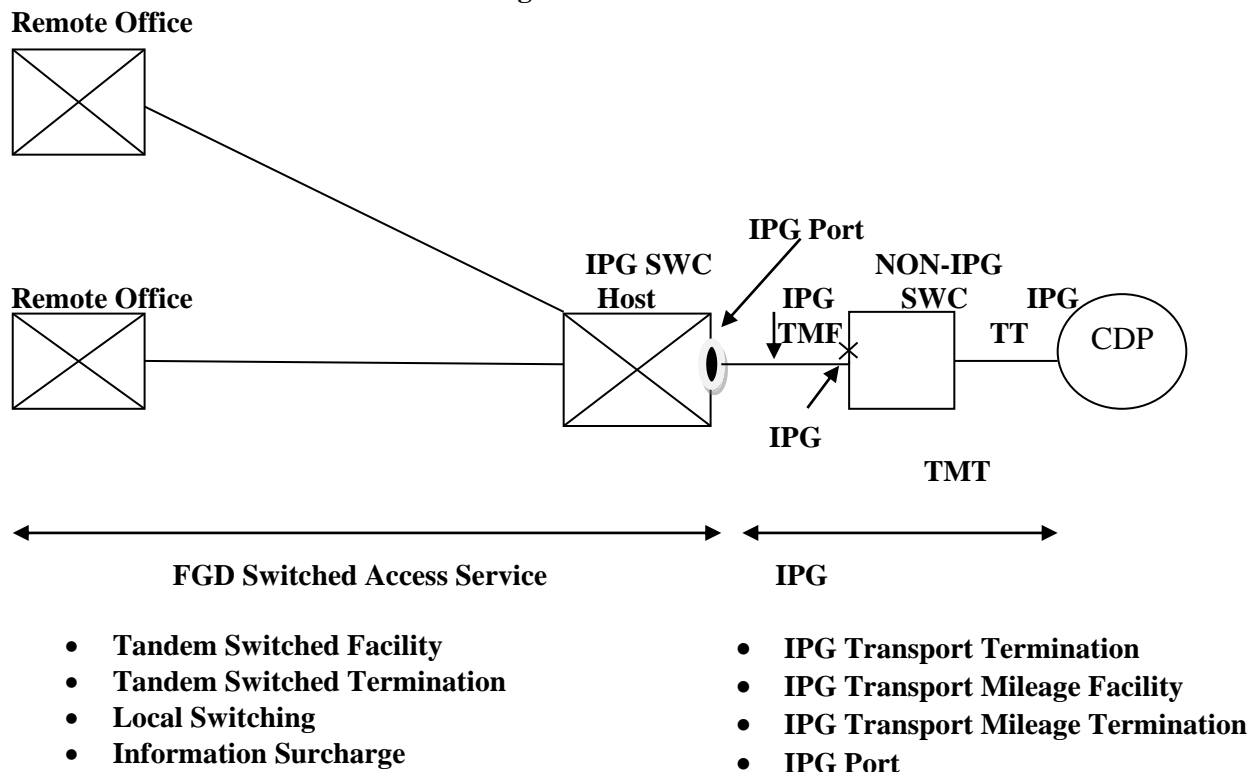 Remote Office
IPG Port
IPG SWC
Host
NON-IPG
SWC
Remote Office
IPG
TMF
IPG
TT
CDP
IPG
TMT
FGD Switched Access Service
IPG
• Tandem Switched Facility
• Tandem Switched Termination
• Local Switching
• Information Surcharge
• IPG Transport Termination
• IPG Transport Mileage Facility
• IPG Transport Mileage Termination
• IPG Port